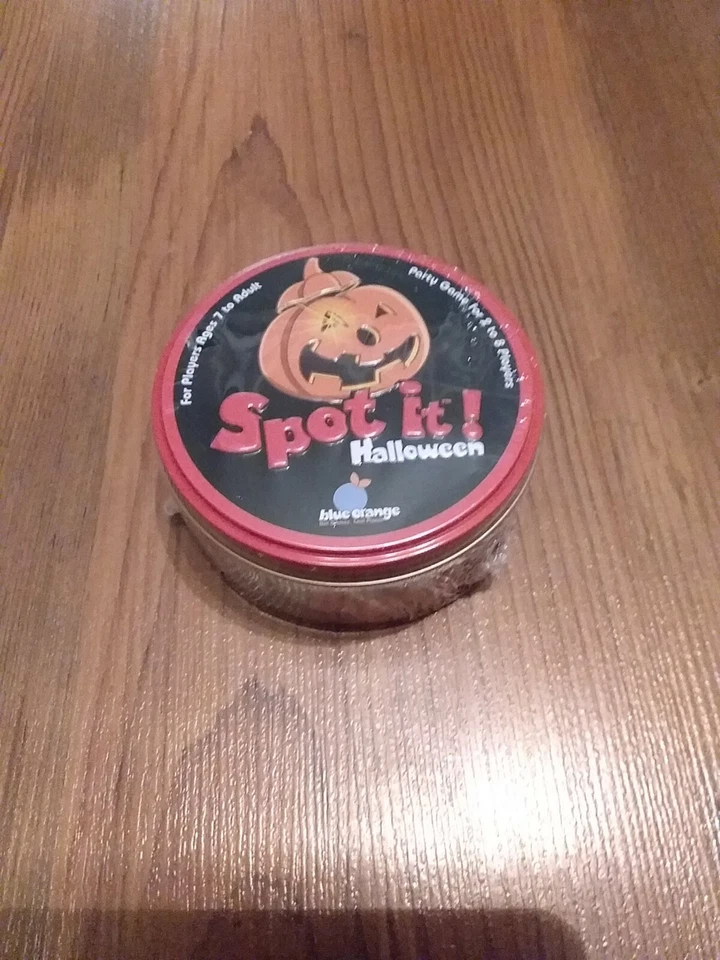 For Players Ages 7 to Adult
Party Game for 2 to 8 Players
Spot it!
Halloween
blue orange